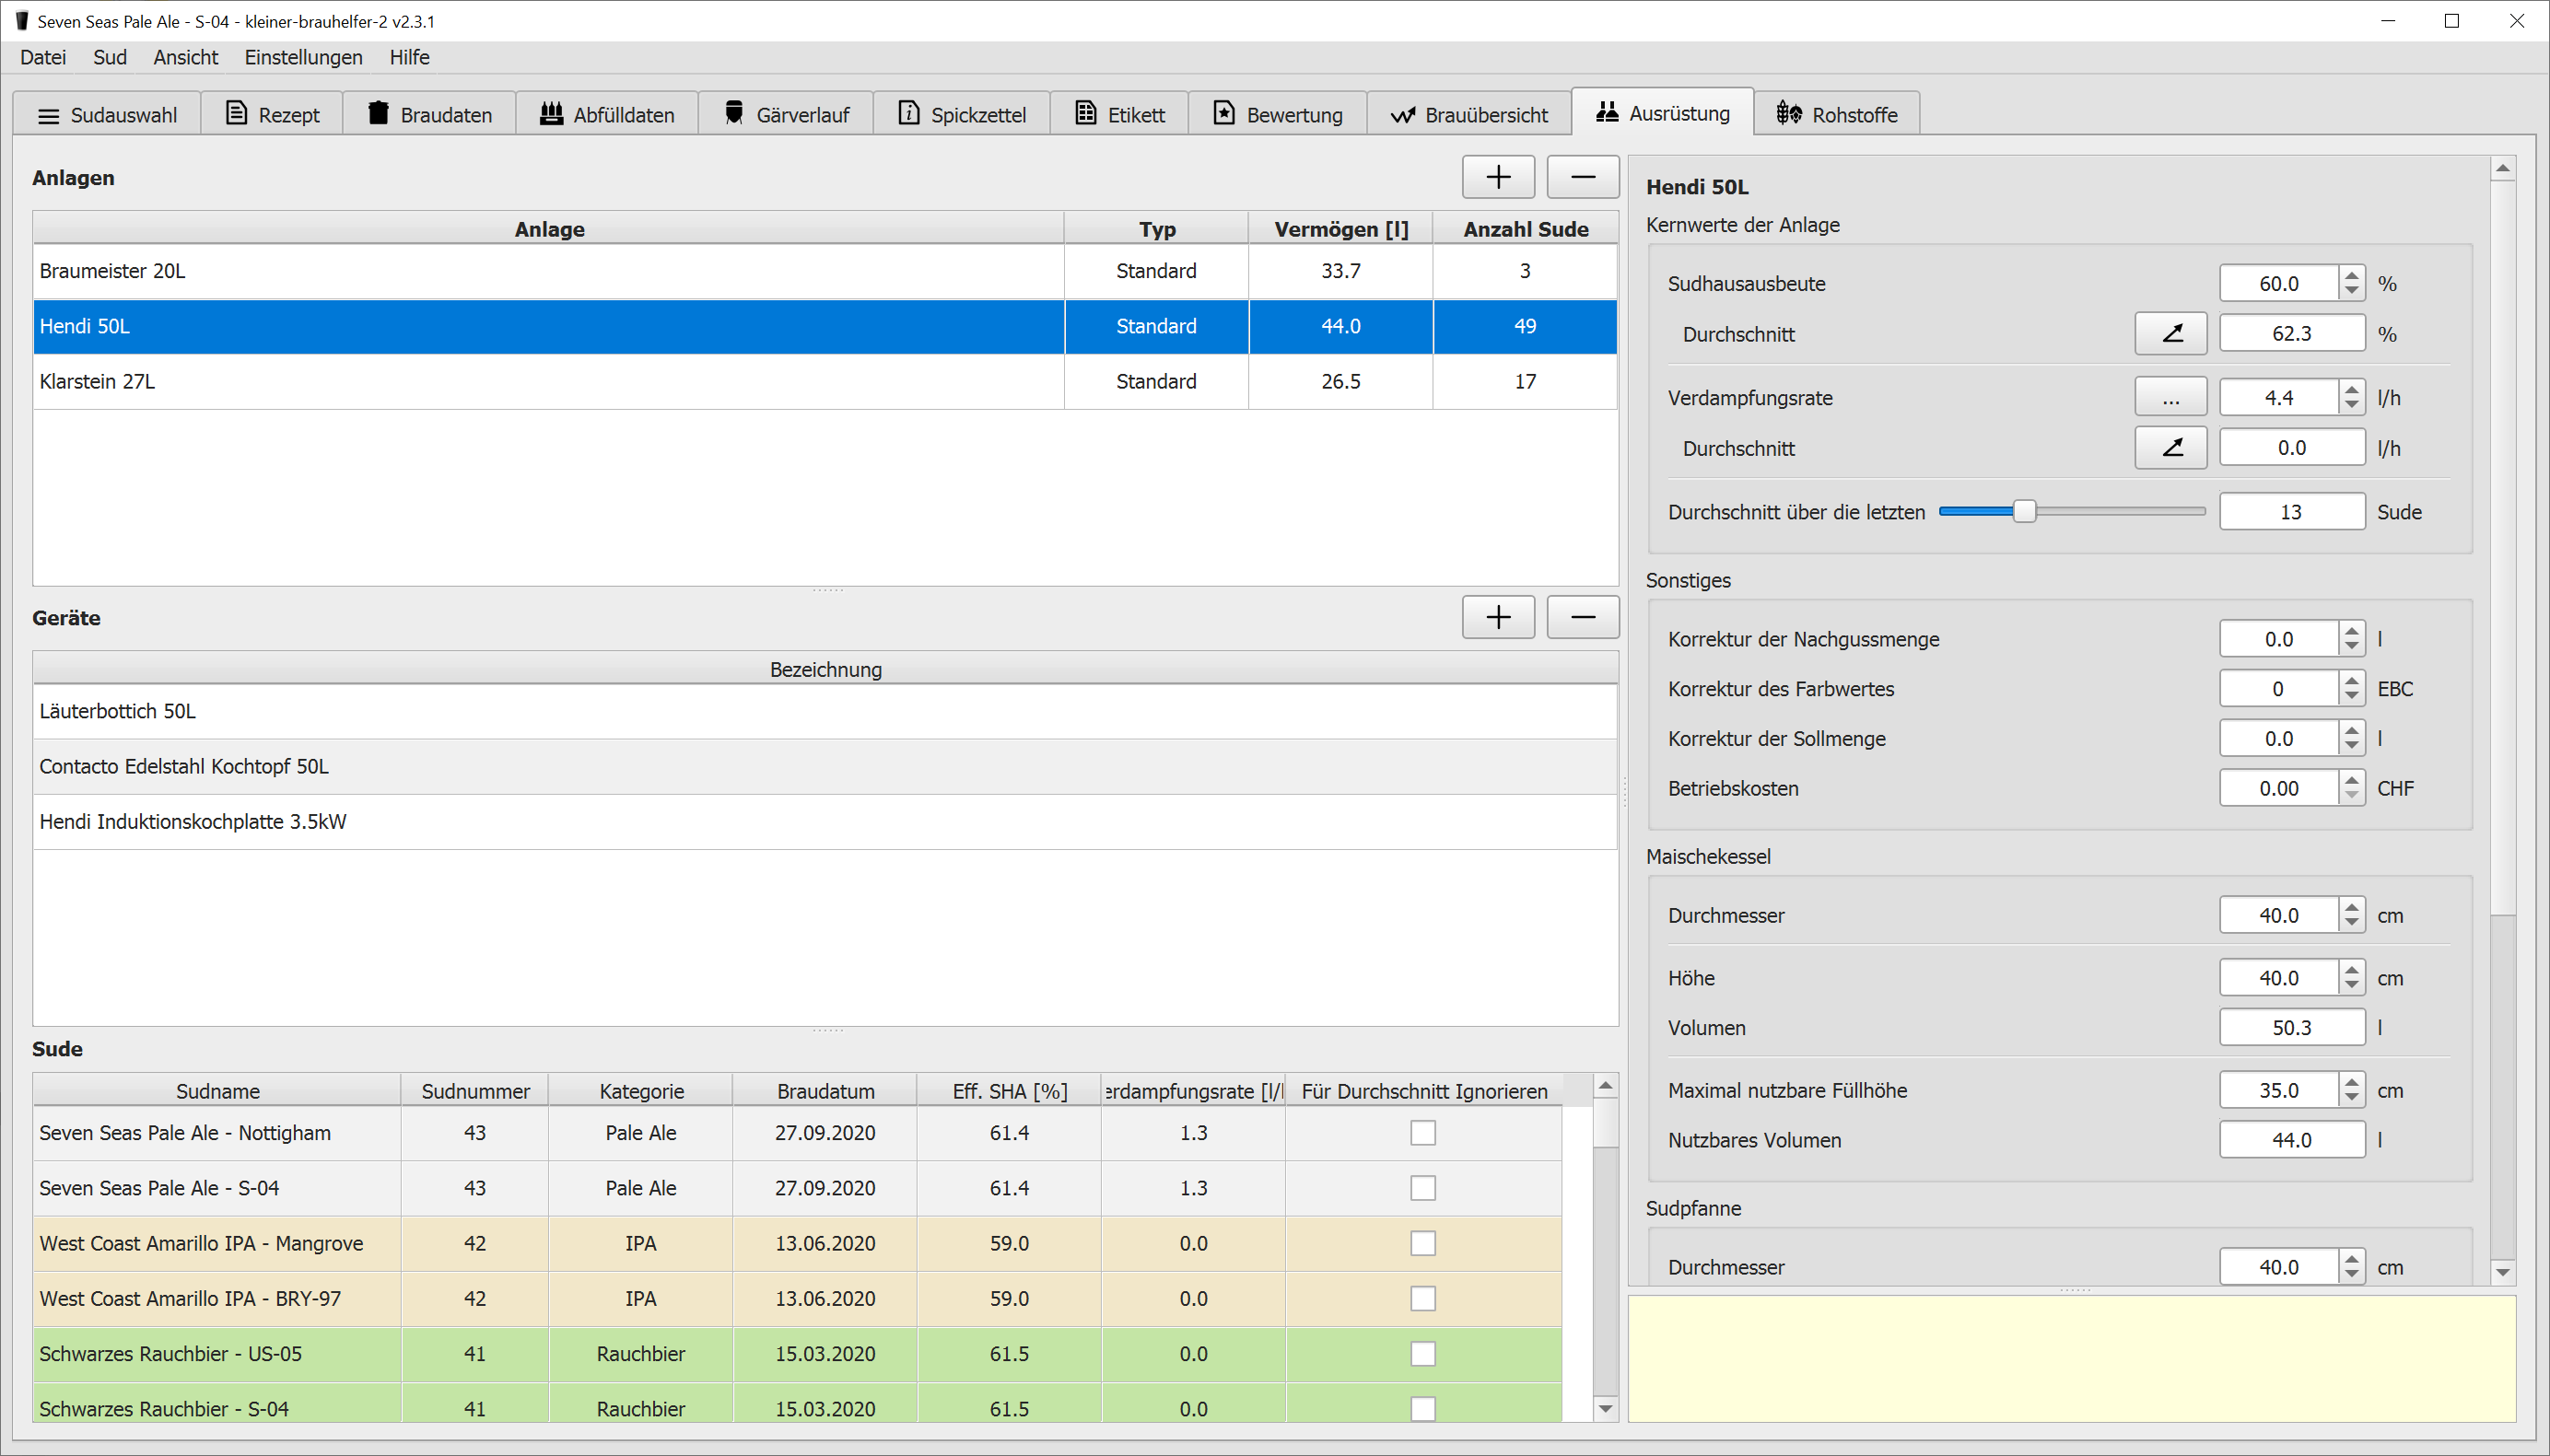 Seven Seas Pale Ale - S-04 - kleiner-brauhelfer-2 v2.3.1
Datei Sud Ansicht Einstellungen Hilfe
Sudauswahl Rezept Braudaten Abfülldaten Gärverlauf Spickzettel Etikett Bewertung Brauübersicht Ausrüstung Rohstoffe
Anlagen
Anlage Typ Vermögen [l] Anzahl Sude
Braumeister 20L Standard 33.7 3
Hendi 50L Standard 44.0 49
Klarstein 27L Standard 26.5 17
Geräte
Bezeichnung
Läuterbottich 50L
Contacto Edelstahl Kochtopf 50L
Hendi Induktionskochplatte 3.5kW
Sude
Sudname Sudnummer Kategorie Braudatum Eff. SHA [%] erdampfungsrate [l/ Für Durchschnitt Ignorieren
Seven Seas Pale Ale - Nottigham 43 Pale Ale 27.09.2020 61.4 1.3
Seven Seas Pale Ale - S-04 43 Pale Ale 27.09.2020 61.4 1.3
West Coast Amarillo IPA - Mangrove 42 IPA 13.06.2020 59.0 0.0
West Coast Amarillo IPA - BRY-97 42 IPA 13.06.2020 59.0 0.0
Schwarzes Rauchbier - US-05 41 Rauchbier 15.03.2020 61.5 0.0
Schwarzes Rauchbier - S-04 41 Rauchbier 15.03.2020 61.5 0.0
Hendi 50L
Kernwerte der Anlage
Sudhausausbeute 60.0 %
Durchschnitt 62.3 %
Verdampfungsrate ... 4.4 l/h
Durchschnitt 0.0 l/h
Durchschnitt über die letzten 13 Sude
Sonstiges
Korrektur der Nachgussmenge 0.0 l
Korrektur des Farbwertes 0 EBC
Korrektur der Sollmenge 0.0 l
Betriebskosten 0.00 CHF
Maischekessel
Durchmesser 40.0 cm
Höhe 40.0 cm
Volumen 50.3 l
Maximal nutzbare Füllhöhe 35.0 cm
Nutzbares Volumen 44.0 l
Sudpfanne
Durchmesser 40.0 cm